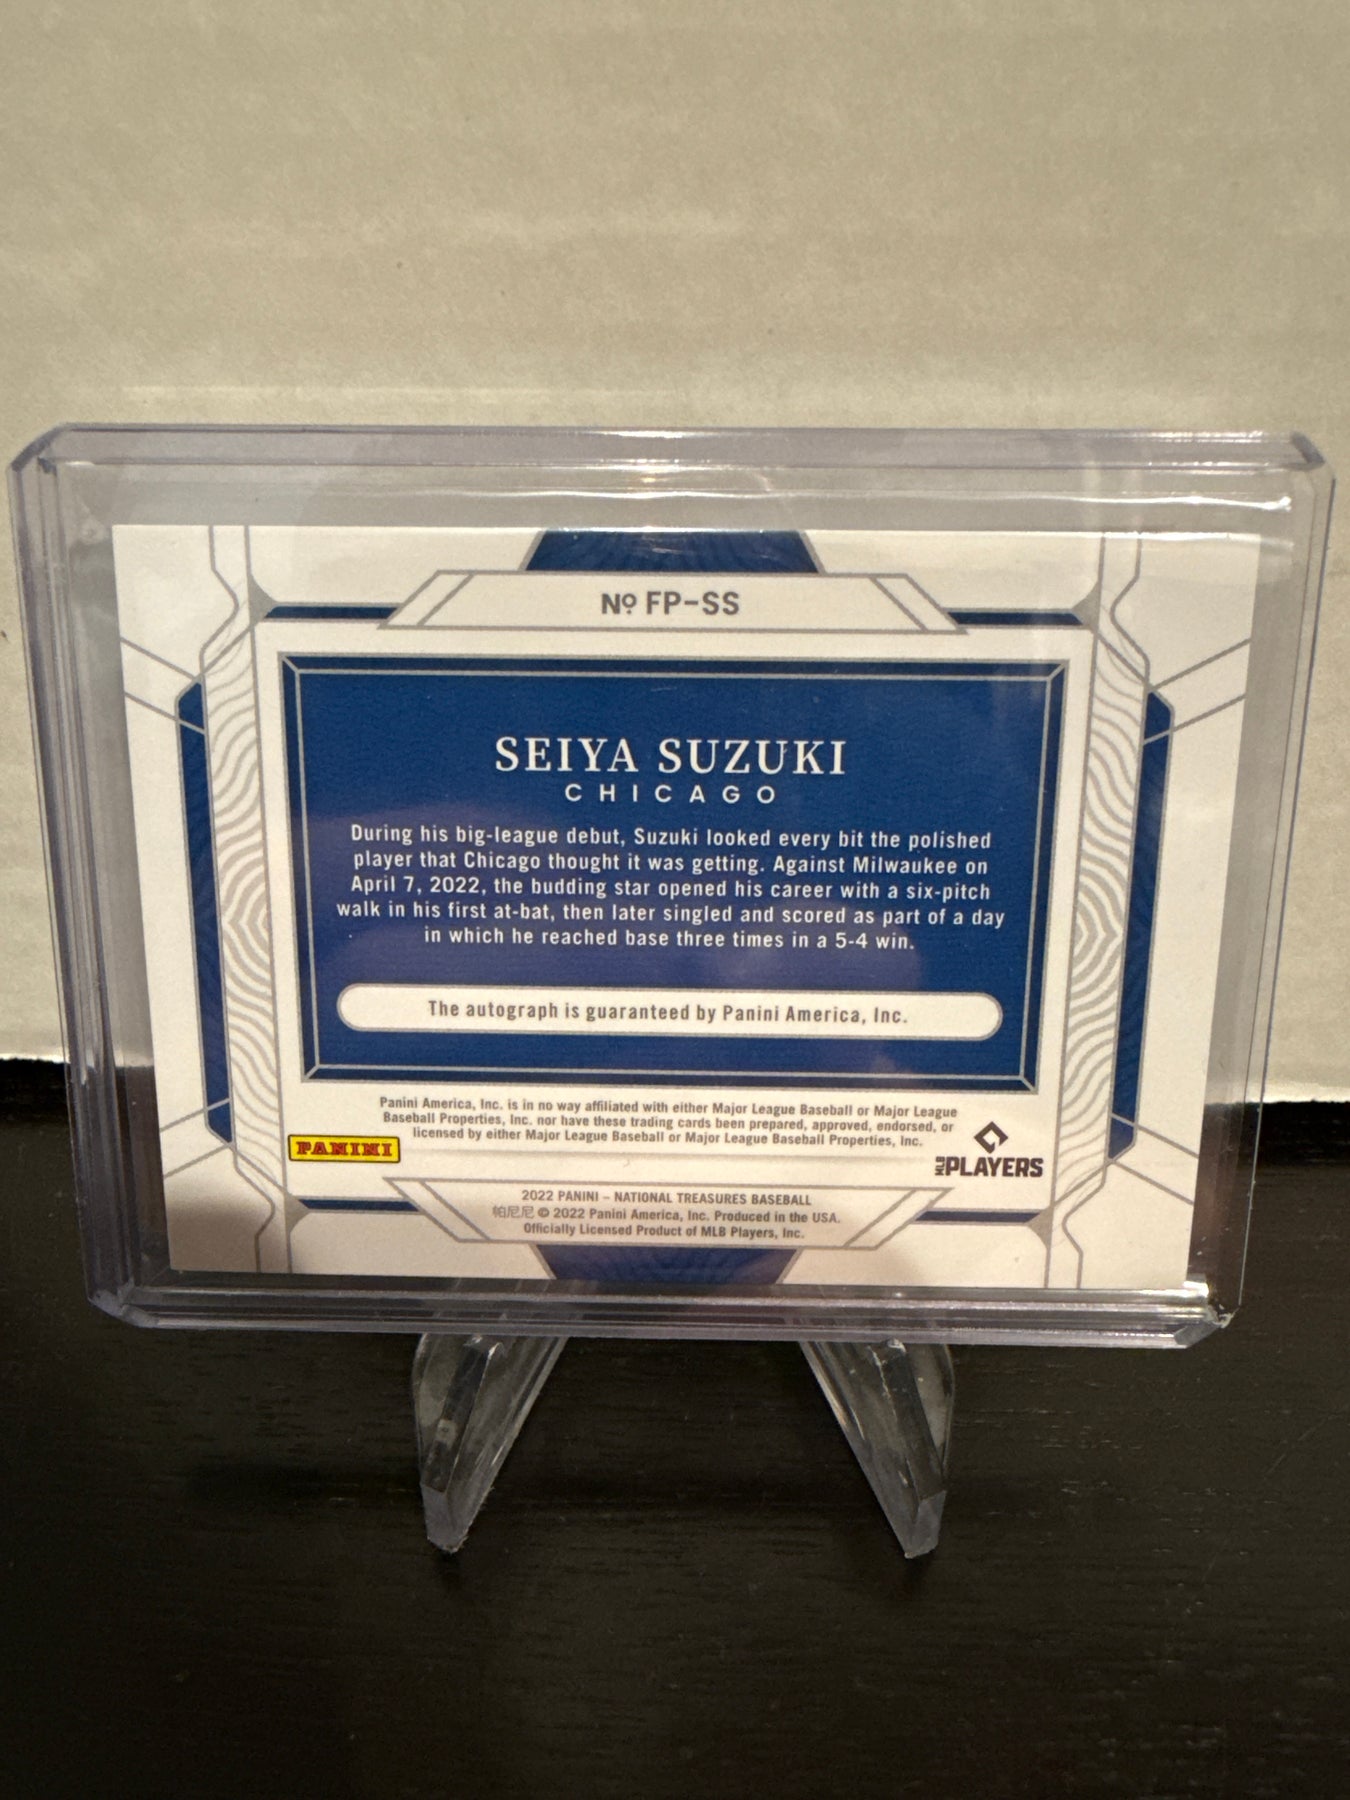 Nº FP-SS
SEIYA SUZUKI
CHICAGO
During his big-league debut, Suzuki looked every bit the polished
player that Chicago thought it was getting. Against Milwaukee on
April 7, 2022, the budding star opened his career with a six-pitch
walk in his first at-bat, then later singled and scored as part of a day
in which he reached base three times in a 5-4 win.
The autograph is guaranteed by Panini America, Inc.
Panini America, Inc. is in no way affiliated with either Major League Baseball or Major League
Baseball Properties, Inc. nor have these trading cards been prepared, approved, endorsed, or
licensed by either Major League Baseball or Major League Baseball Properties, Inc.
PANINI
MLB PLAYERS
2022 PANINI – NATIONAL TREASURES BASEBALL
帕尼尼 © 2022 Panini America, Inc. Produced in the USA.
Officially Licensed Product of MLB Players, Inc.